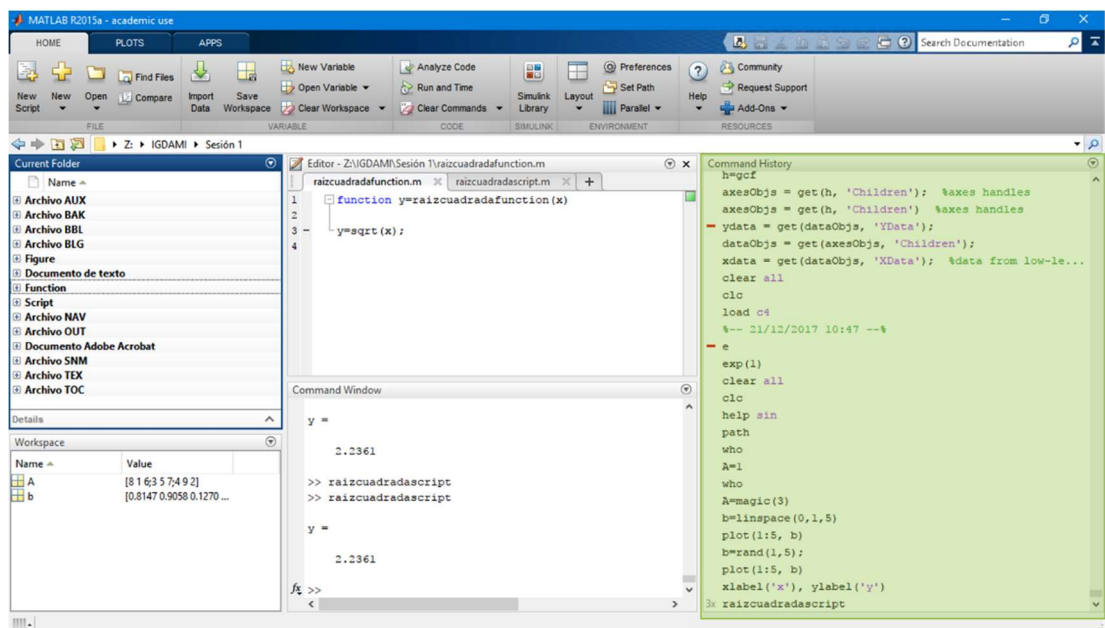 MATLAB R2015a - academic use
HOME PLOTS APPS
Search Documentation
New Script
New
Open
Find Files
Compare
Import Data
Save Workspace
New Variable
Open Variable
Clear Workspace
Analyze Code
Run and Time
Clear Commands
Simulink Library
Layout
Preferences
Set Path
Parallel
Help
Community
Request Support
Add-Ons
FILE VARIABLE CODE SIMULINK ENVIRONMENT RESOURCES
Z: IGDAMI Sesión 1
Current Folder
Name
Archivo AUX
Archivo BAK
Archivo BBL
Archivo BLG
Figure
Documento de texto
Function
Script
Archivo NAV
Archivo OUT
Documento Adobe Acrobat
Archivo SNM
Archivo TEX
Archivo TOC
Details
Workspace
Name Value
A [8 1 6;3 5 7;4 9 2]
b [0.8147 0.9058 0.1270 ...
Editor - Z:\IGDAMI\Sesión 1\raizcuadradafunction.m
raizcuadradafunction.m raizcuadradascript.m +
1 function y=raizcuadradafunction(x)
2
3 - y=sqrt(x);
4
Command Window
y =
2.2361
>> raizcuadradascript
>> raizcuadradascript
y =
2.2361
fx >>
Command History
h=gcf
axesObjs = get(h, 'Children'); %axes handles
axesObjs = get(h, 'Children') %axes handles
ydata = get(dataObjs, 'YData');
dataObjs = get(axesObjs, 'Children');
xdata = get(dataObjs, 'XData'); %data from low-le...
clear all
clc
load c4
%-- 21/12/2017 10:47 --%
e
exp(1)
clear all
clc
help sin
path
who
A=1
who
A=magic(3)
b=linspace(0,1,5)
plot(1:5, b)
b=rand(1,5);
plot(1:5, b)
xlabel('x'), ylabel('y')
3x raizcuadradascript